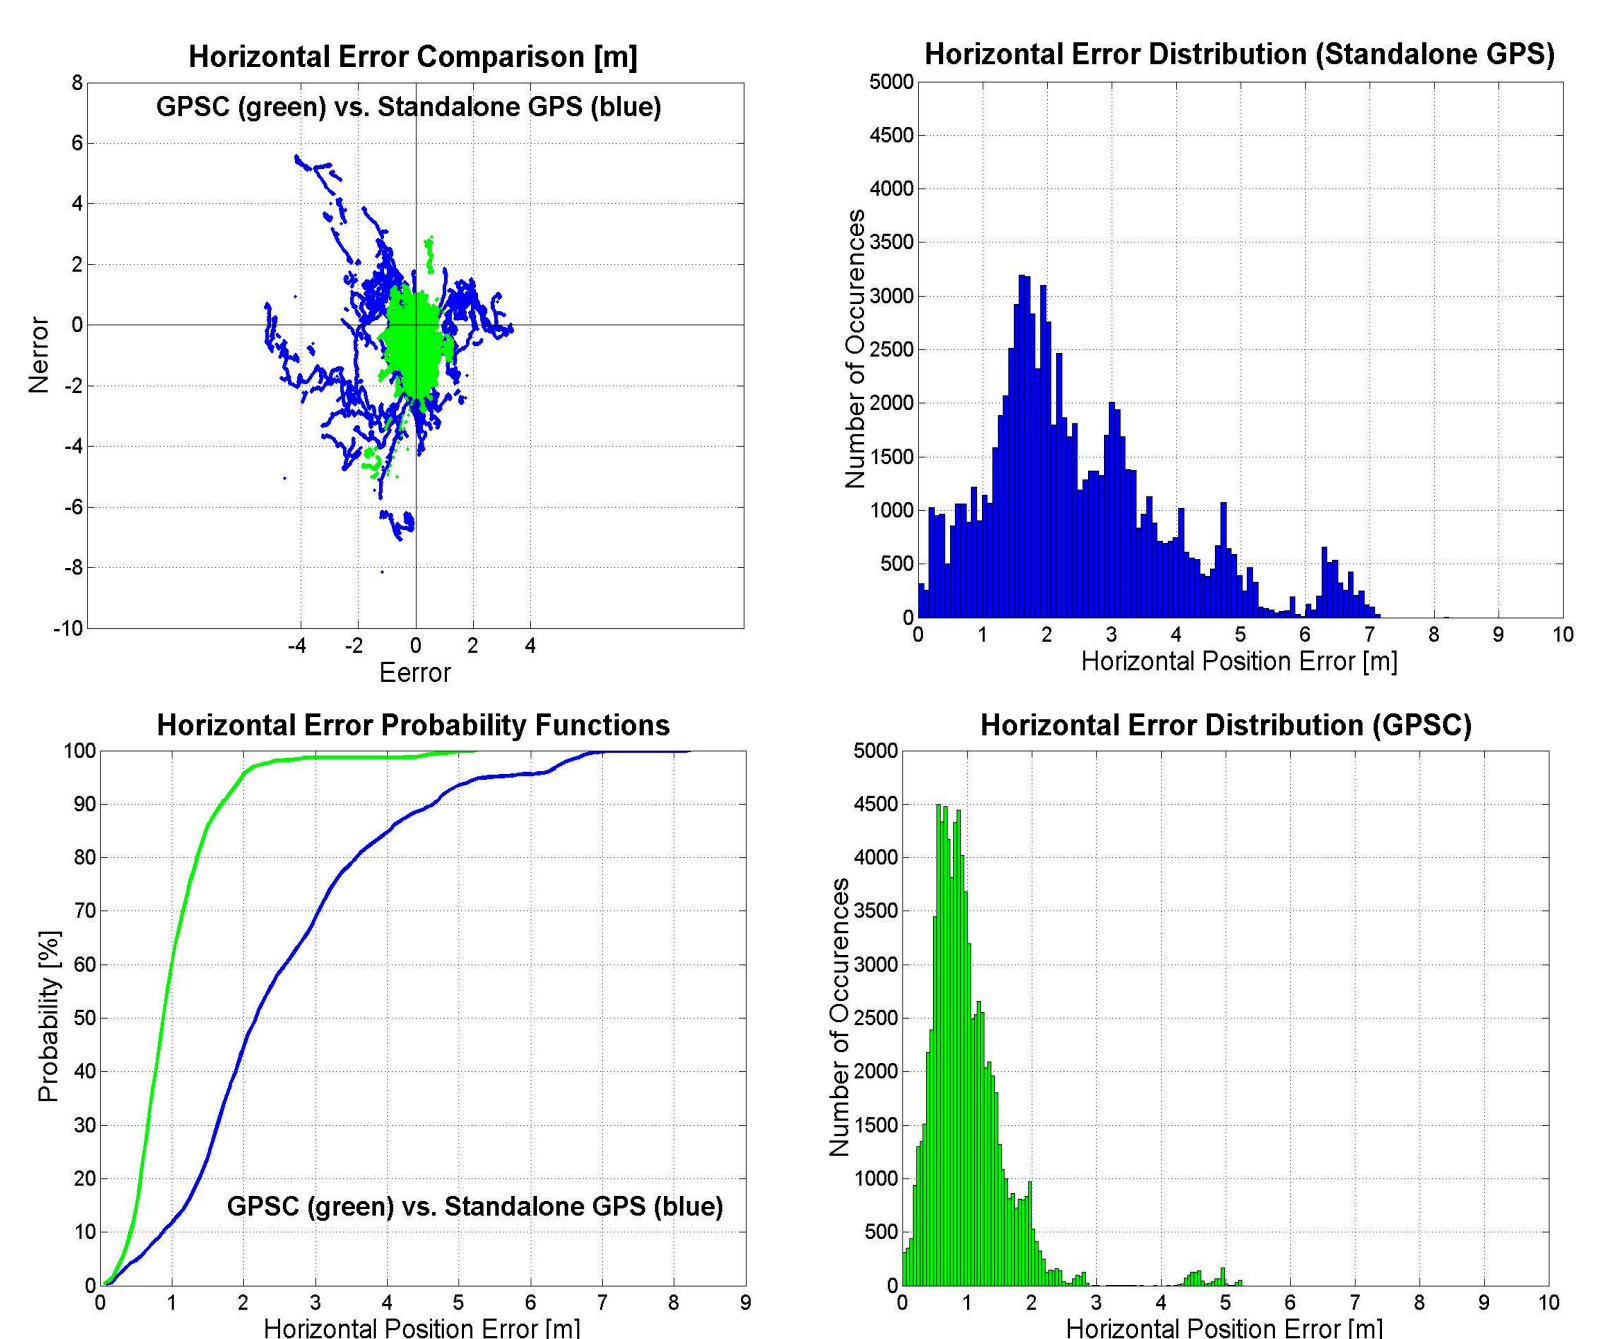 Horizontal Error Comparison [m]
GPSC (green) vs. Standalone GPS (blue)
8
6
4
2
0
-2
-4
-6
-8
-10
Nerror
-4 -2 0 2 4
Eerror
Horizontal Error Distribution (Standalone GPS)
5000
4500
4000
3500
3000
2500
2000
1500
1000
500
0
Number of Occurences
0 1 2 3 4 5 6 7 8 9 10
Horizontal Position Error [m]
Horizontal Error Probability Functions
100
90
80
70
60
50
40
30
20
10
0
Probability [%]
GPSC (green) vs. Standalone GPS (blue)
0 1 2 3 4 5 6 7 8 9
Horizontal Position Error [m]
Horizontal Error Distribution (GPSC)
5000
4500
4000
3500
3000
2500
2000
1500
1000
500
0
Number of Occurences
0 1 2 3 4 5 6 7 8 9 10
Horizontal Position Error [m]